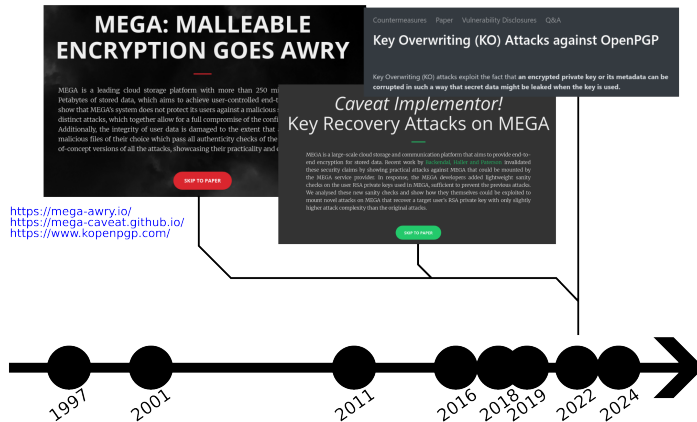 MEGA: MALLEABLE
ENCRYPTION GOES AWRY
MEGA is a leading cloud storage platform with more than 250 mi
Petabytes of stored data, which aims to achieve user-controlled end-t
show that MEGA's system does not protect its users against a malicious s
distinct attacks, which together allow for a full compromise of the confi
Additionally, the integrity of user data is damaged to the extent that
malicious files of their choice which pass all authenticity checks of the
of-concept versions of all the attacks, showcasing their practicality and e
SKIP TO PAPER
Countermeasures Paper Vulnerability Disclosures Q&A
Key Overwriting (KO) Attacks against OpenPGP
Key Overwriting (KO) attacks exploit the fact that an encrypted private key or its metadata can be
corrupted in such a way that secret data might be leaked when the key is used.
Caveat Implementor!
Key Recovery Attacks on MEGA
MEGA is a large-scale cloud storage and communication platform that aims to provide end-to-
end encryption for stored data. Recent work by Backendal, Haller and Paterson invalidated
these security claims by showing practical attacks against MEGA that could be mounted by
the MEGA service provider. In response, the MEGA developers added lightweight sanity
checks on the user RSA private keys used in MEGA, sufficient to prevent the previous attacks.
We analysed these new sanity checks and show how they themselves could be exploited to
mount novel attacks on MEGA that recover a target user's RSA private key with only slightly
higher attack complexity than the original attacks.
SKIP TO PAPER
https://mega-awry.io/
https://mega-caveat.github.io/
https://www.kopenpgp.com/
1997
2001
2011
2016
2018
2019
2022
2024